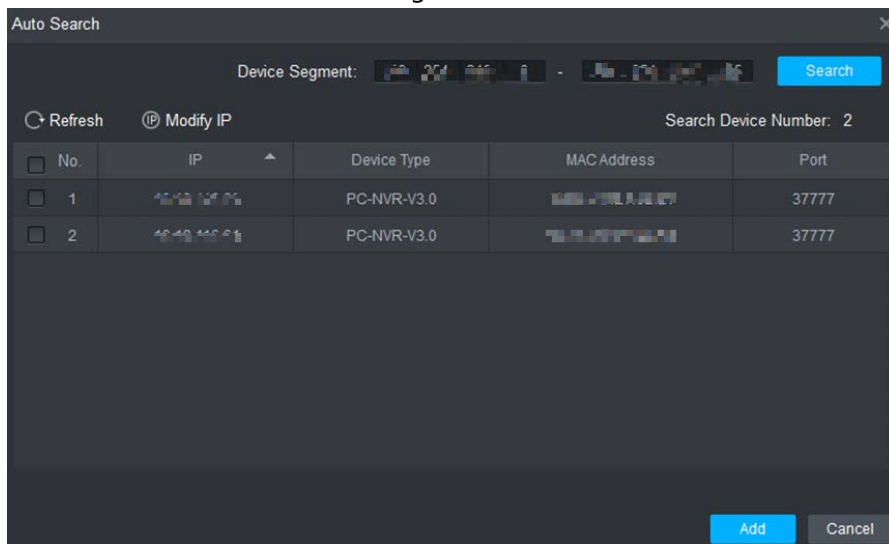 Auto Search
Device Segment: - Search
Refresh IP Modify IP Search Device Number: 2
No. IP Device Type MAC Address Port
1 PC-NVR-V3.0 37777
2 PC-NVR-V3.0 37777
Add Cancel